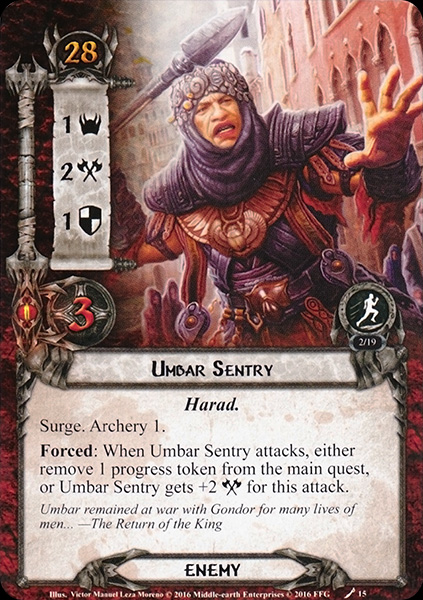 28
1
2
1
3
2/19
UMBAR SENTRY
Harad.
Surge. Archery 1.
Forced: When Umbar Sentry attacks, either
remove 1 progress token from the main quest,
or Umbar Sentry gets +2 for this attack.
Umbar remained at war with Gondor for many lives of
men... —The Return of the King
ENEMY
Illus. Victor Manuel Leza Moreno © 2016 Middle-earth Enterprises © 2016 FFG 15